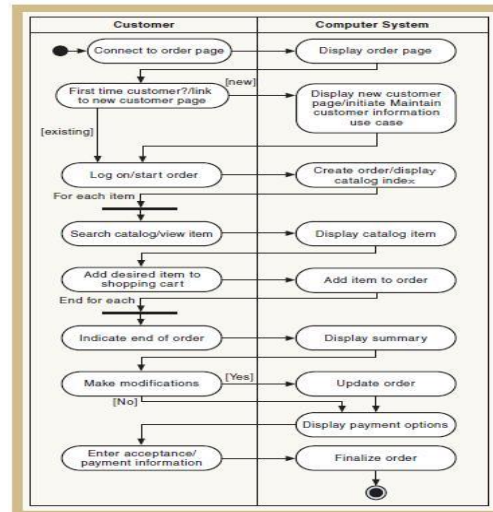 Customer
Computer System
Connect to order page
Display order page
First time customer?/link
to new customer page
[new]
Display new customer
page/initiate Maintain
customer information
use case
[existing]
Log on/start order
Create order/display
catalog index
For each item
Search catalog/view item
Display catalog item
Add desired item to
shopping cart
Add item to order
End for each
Indicate end of order
Display summary
Make modifications
[Yes]
Update order
[No]
Display payment options
Enter acceptance/
payment information
Finalize order